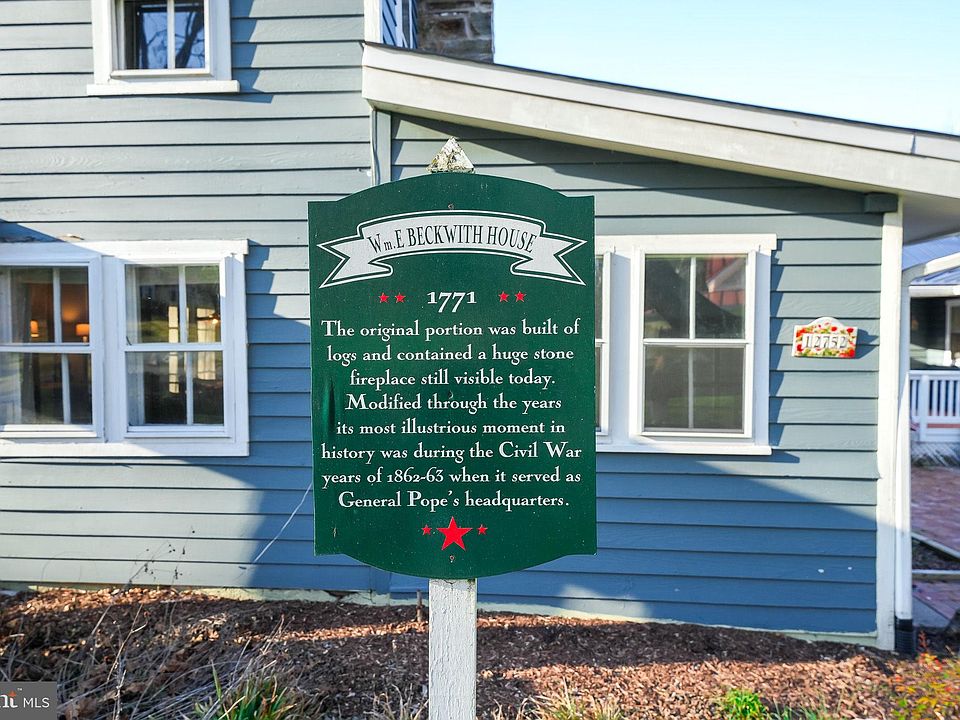 Wm.E BECKWITH HOUSE
1771
The original portion was built of
logs and contained a huge stone
fireplace still visible today.
Modified through the years
its most illustrious moment in
history was during the Civil War
years of 1862-63 when it served as
General Pope's headquarters.
12752
MLS